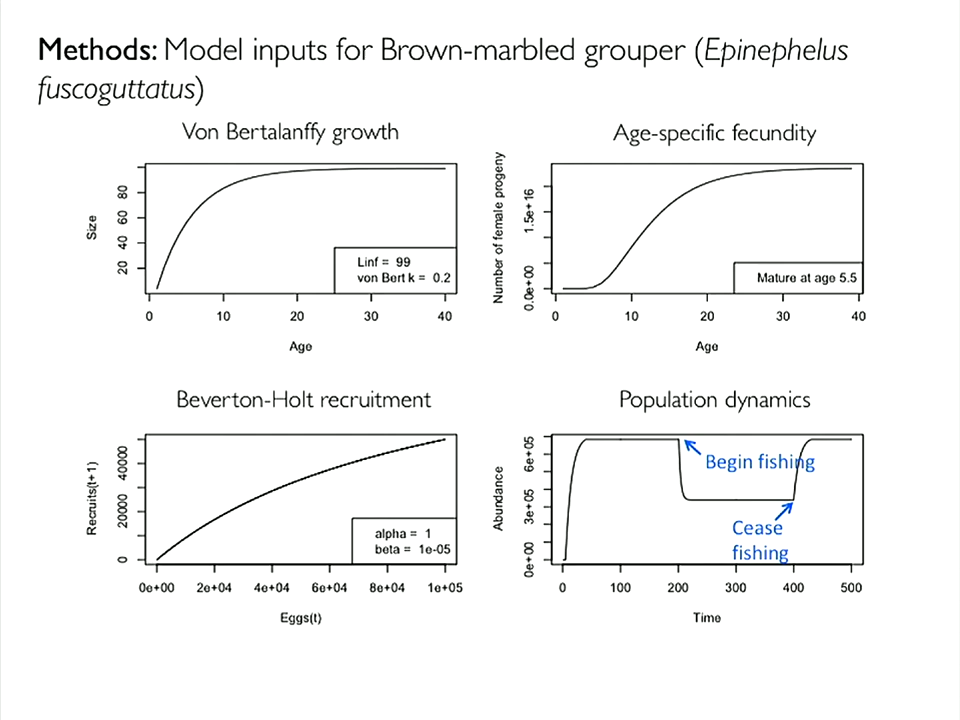 Methods: Model inputs for Brown-marbled grouper (Epinephelus
fuscoguttatus)
Von Bertalanffy growth
Size
20
40
60
80
Linf = 99
von Bert k = 0.2
0 10 20 30 40
Age
Age-specific fecundity
Number of female progeny
0.0e+00
1.5e+16
Mature at age 5.5
0 10 20 30 40
Age
Beverton-Holt recruitment
Recruits(t+1)
0
20000
40000
alpha = 1
beta = 1e-05
0e+00 2e+04 4e+04 6e+04 8e+04 1e+05
Eggs(t)
Population dynamics
Abundance
0e+00
3e+05
6e+05
Begin fishing
Cease
fishing
0 100 200 300 400 500
Time